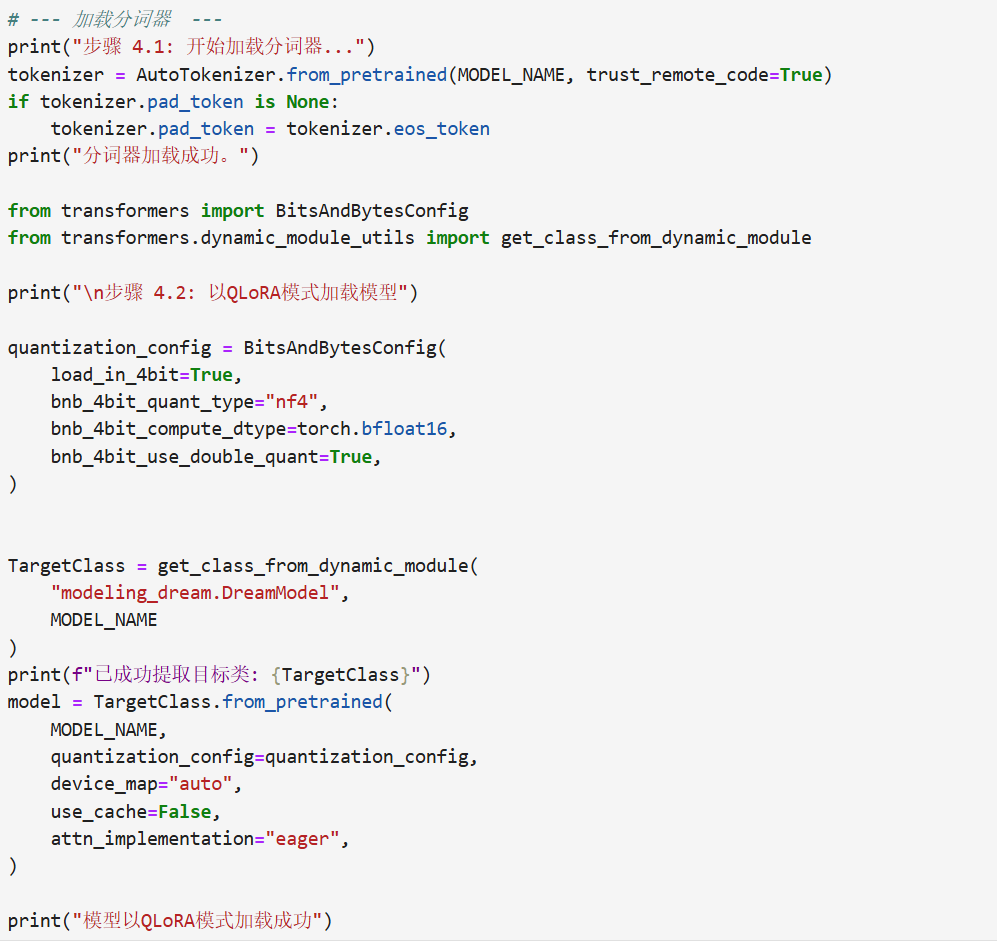 # --- 加载分词器  ---
print("步骤 4.1: 开始加载分词器...")
tokenizer = AutoTokenizer.from_pretrained(MODEL_NAME, trust_remote_code=True)
if tokenizer.pad_token is None:
    tokenizer.pad_token = tokenizer.eos_token
print("分词器加载成功。")

from transformers import BitsAndBytesConfig
from transformers.dynamic_module_utils import get_class_from_dynamic_module

print("\n步骤 4.2: 以QLoRA模式加载模型")

quantization_config = BitsAndBytesConfig(
    load_in_4bit=True,
    bnb_4bit_quant_type="nf4",
    bnb_4bit_compute_dtype=torch.bfloat16,
    bnb_4bit_use_double_quant=True,
)


TargetClass = get_class_from_dynamic_module(
    "modeling_dream.DreamModel",
    MODEL_NAME
)
print(f"已成功提取目标类: {TargetClass}")
model = TargetClass.from_pretrained(
    MODEL_NAME,
    quantization_config=quantization_config,
    device_map="auto",
    use_cache=False,
    attn_implementation="eager",
)

print("模型以QLoRA模式加载成功")